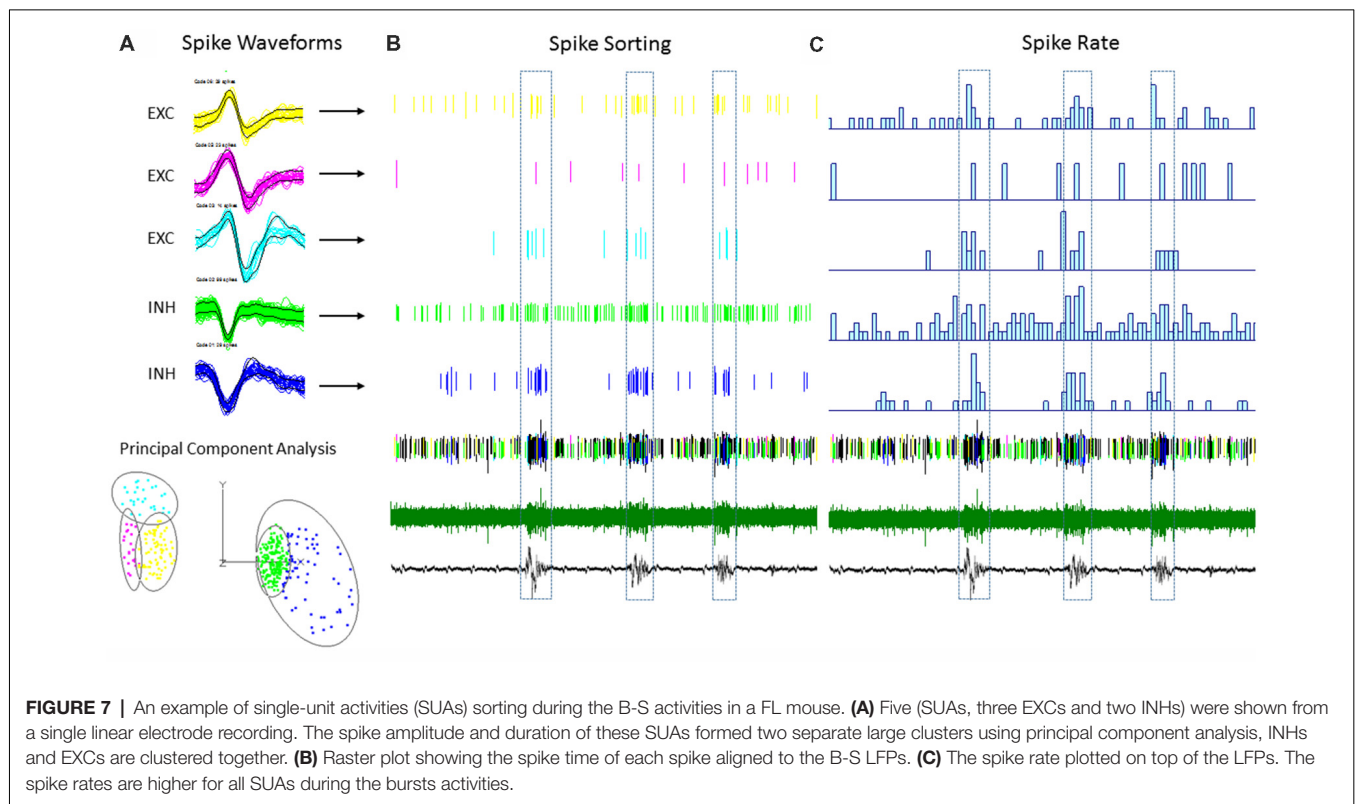 A Spike Waveforms B Spike Sorting C Spike Rate
EXC
EXC
EXC
INH
INH
Principal Component Analysis
Y
Z
X
FIGURE 7 | An example of single-unit activities (SUAs) sorting during the B-S activities in a FL mouse. (A) Five (SUAs, three EXCs and two INHs) were shown from
a single linear electrode recording. The spike amplitude and duration of these SUAs formed two separate large clusters using principal component analysis, INHs
and EXCs are clustered together. (B) Raster plot showing the spike time of each spike aligned to the B-S LFPs. (C) The spike rate plotted on top of the LFPs. The
spike rates are higher for all SUAs during the bursts activities.